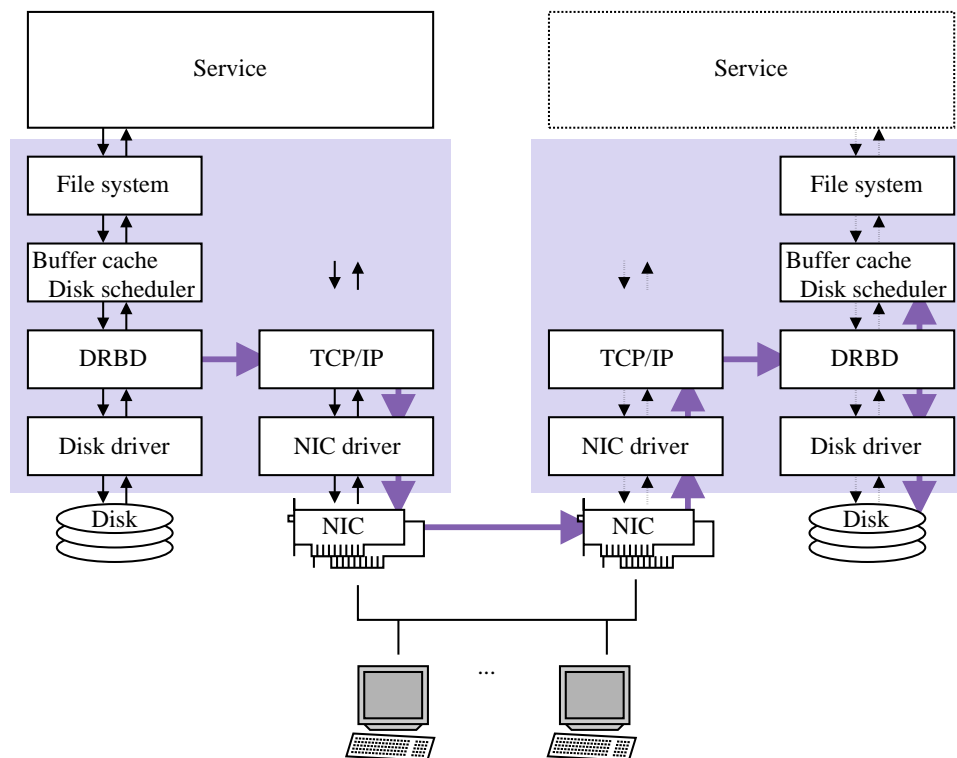 Service
Service
File system
File system
Buffer cache
Disk scheduler
Buffer cache
Disk scheduler
DRBD
TCP/IP
TCP/IP
DRBD
Disk driver
NIC driver
NIC driver
Disk driver
Disk
NIC
NIC
Disk
...